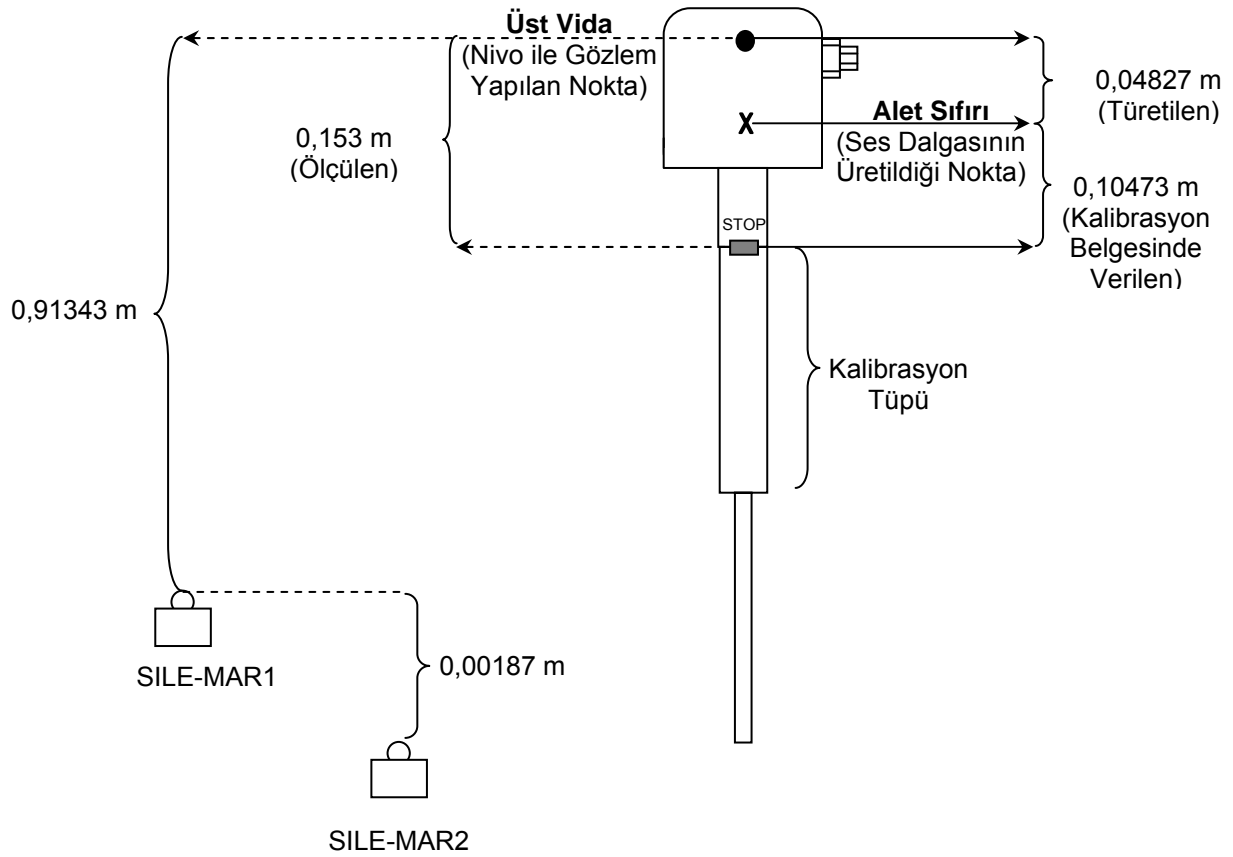 Üst Vida
(Nivo ile Gözlem
Yapılan Nokta)
0,04827 m
(Türetilen)
Alet Sıfırı
(Ses Dalgasının
Üretildiği Nokta)
X
0,153 m
(Ölçülen)
0,10473 m
(Kalibrasyon
Belgesinde
Verilen)
STOP
0,91343 m
Kalibrasyon
Tüpü
SILE-MAR1
0,00187 m
SILE-MAR2